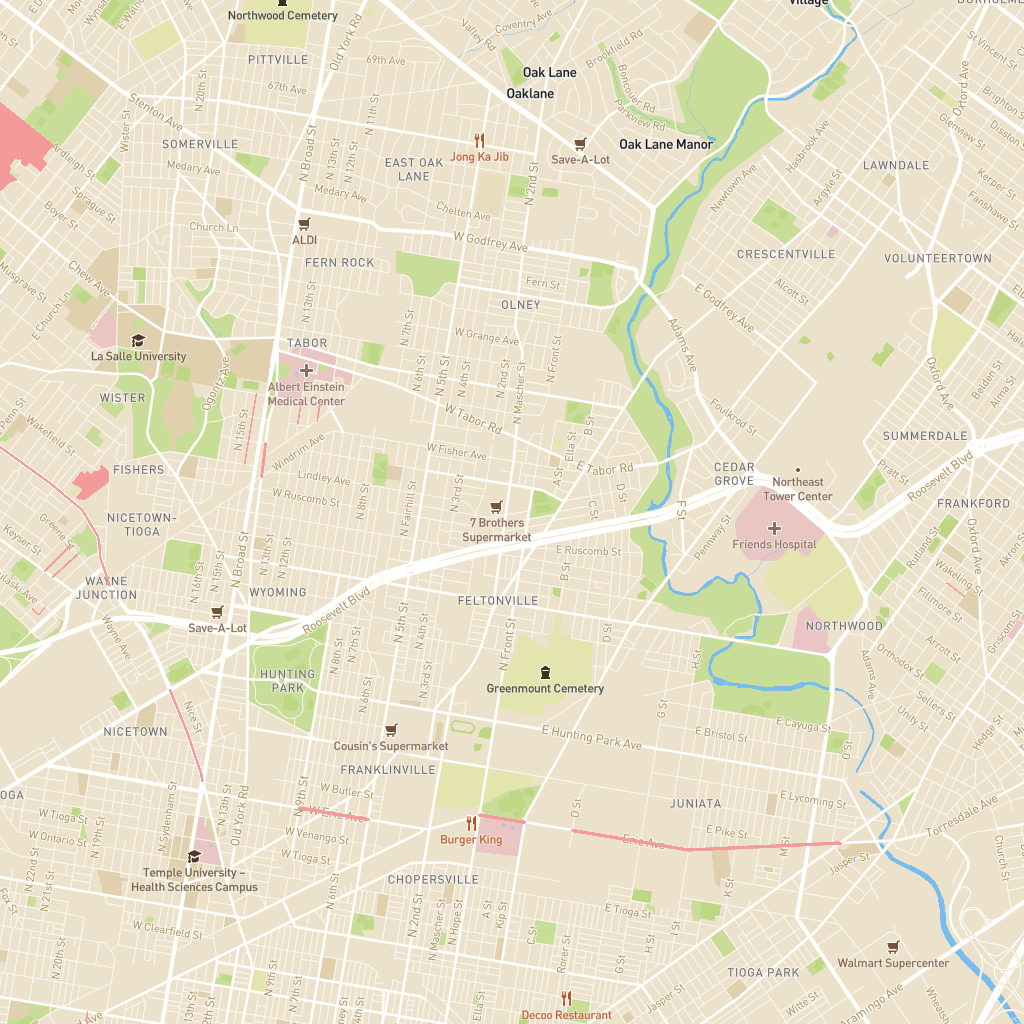 Village
Northwood Cemetery
Old York Rd
PITTVILLE
69th Ave
67th Ave
N 20th St
N 11th St
Valley Rd
Coventry Ave
Brookfield Rd
Boncouer Rd
Parkview Rd
Oak Lane
Oaklane
Oak Lane Manor
St Vincent St
Oxford Ave
Brighton St
Disston
Glenview St
Kerper St
Fanshawe St
Hasbrook Ave
Argyle St
Newtown Ave
LAWNDALE
Stenton Ave
Wister St
SOMERVILLE
Medary Ave
N Broad St
N 13th St
N 12th St
Jong Ka Jib
Save-A-Lot
EAST OAK
LANE
N 2nd St
Ardleigh St
Sprague St
Boyer St
Medary Ave
Chelten Ave
Church Ln
ALDI
W Godfrey Ave
CRESCENTVILLE
VOLUNTEERTOWN
Musgrave St
Chew Ave
E Church Ln
FERN ROCK
Fern St
N 13th St
OLNEY
Alcott St
E Godfrey Ave
Adams Ave
N 7th St
W Grange Ave
N Front St
La Salle University
TABOR
N 6th St
N 5th St
N 4th St
N 2nd St
N Mascher St
Oxford Ave
Belden St
Alma St
Albert Einstein
Medical Center
Ogontz Ave
WISTER
Penn St
Wakefield St
N 15th St
W Tabor Rd
Foulkrod St
SUMMERDALE
Windrim Ave
W Fisher Ave
Ella St
B St
A St
E Tabor Rd
FISHERS
Lindley Ave
W Ruscomb St
N 8th St
N Fairhill St
N 3rd St
C St
D St
F St
CEDAR
GROVE
Northeast
Tower Center
Pratt St
Roosevelt Blvd
FRANKFORD
NICETOWN-
TIOGA
Greene St
Keyser St
7 Brothers
Supermarket
Pennway St
Friends Hospital
Rutland St
Oxford Ave
N Broad St
N 13th St
N 12th St
N 15th St
N 16th St
E Ruscomb St
B St
Wakeling St
Fillmore St
WAYNE
JUNCTION
WYOMING
Roosevelt Blvd
FELTONVILLE
Save-A-Lot
Wayne Ave
N 5th St
N 4th St
N Front St
D St
NORTHWOOD
Griscom St
N 8th St
N 7th St
Arrott St
Orthodox St
HUNTING
PARK
N 6th St
N 3rd St
H St
Greenmount Cemetery
Adams Ave
Sellers St
Unity St
Hedge St
G St
NICETOWN
Nice St
Cousin's Supermarket
E Hunting Park Ave
E Bristol St
E Cayuga St
O St
FRANKLINVILLE
N 9th St
W Butler St
JUNIATA
E Lycoming St
Torresdale Ave
W Tioga St
W Ontario St
N Sydenham St
N 13th St
Old York Rd
W Erie Ave
W Venango St
W Tioga St
Burger King
D St
Erie Ave
E Pike St
M St
Jasper St
Church St
Temple University –
Health Sciences Campus
CHOPERSVILLE
N 22nd St
N 21st St
Fox St
N 20th St
W Clearfield St
N 2nd St
N Mascher St
N Hope St
A St
Kip St
C St
E Tioga St
K St
Rorer St
G St
H St
I St
Walmart Supercenter
TIOGA PARK
N 9th St
N 7th St
Ella St
Decoo Restaurant
Jasper St
Witte St
Aramingo Ave